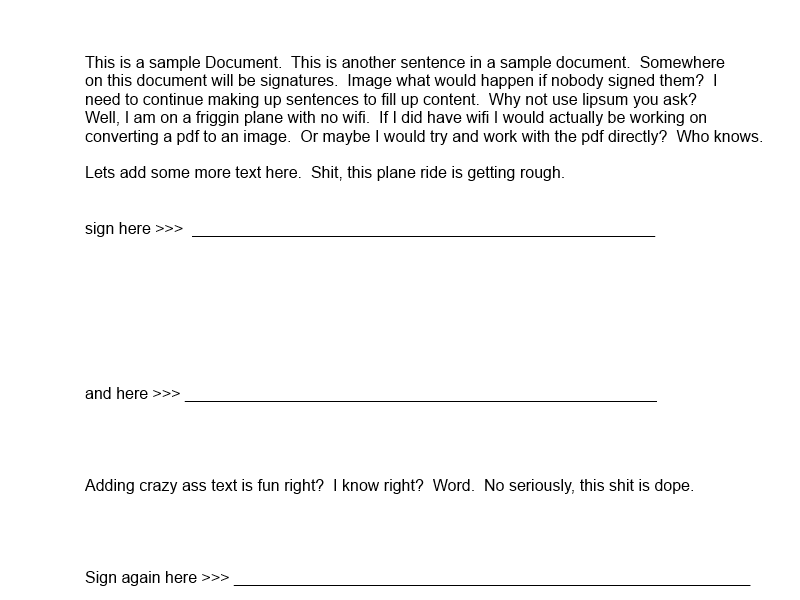 This is a sample Document.  This is another sentence in a sample document.  Somewhere
on this document will be signatures.  Image what would happen if nobody signed them?  I
need to continue making up sentences to fill up content.  Why not use lipsum you ask?
Well, I am on a friggin plane with no wifi.  If I did have wifi I would actually be working on
converting a pdf to an image.  Or maybe I would try and work with the pdf directly?  Who knows.
Lets add some more text here.  Shit, this plane ride is getting rough.
sign here >>>
and here >>>
Adding crazy ass text is fun right?  I know right?  Word.  No seriously, this shit is dope.
Sign again here >>>